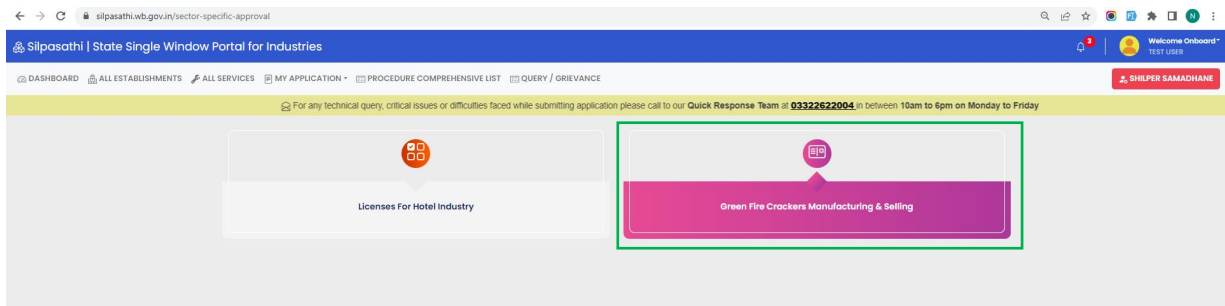 silpasathi.wb.gov.in/sector-specific-approval
N
Silpasathi | State Single Window Portal for Industries
3
Welcome Onboard
TEST USER
DASHBOARD ALL ESTABLISHMENTS ALL SERVICES MY APPLICATION PROCEDURE COMPREHENSIVE LIST QUERY / GRIEVANCE
SHILPER SAMADHANE
For any technical query, critical issues or difficulties faced while submitting application please call to our Quick Response Team at 03322622004 in between 10am to 6pm on Monday to Friday
Licenses For Hotel Industry
Green Fire Crackers Manufacturing & Selling